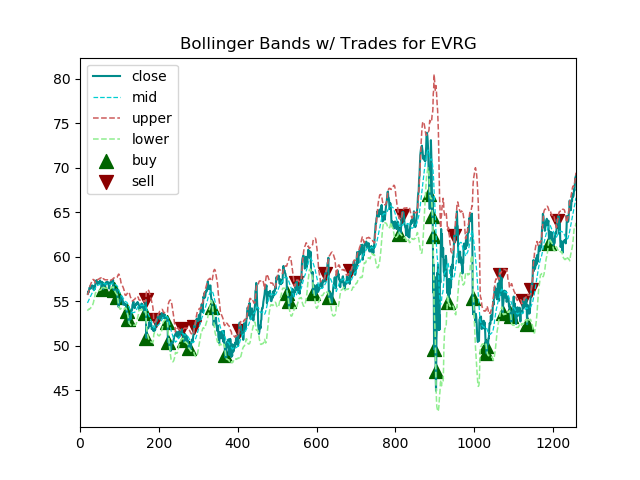 Bollinger Bands w/ Trades for EVRG
close
mid
upper
lower
buy
sell
80
75
70
65
60
55
50
45
0 200 400 600 800 1000 1200